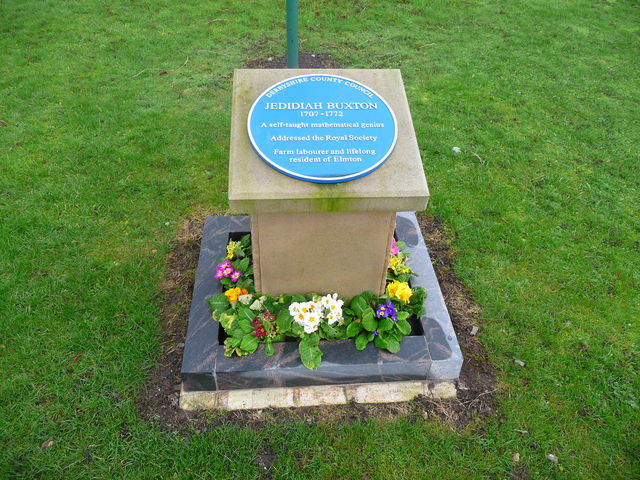 DERBYSHIRE COUNTY COUNCIL
JEDIDIAH BUXTON
1707-1772
A self-taught mathematical genius
Addressed the Royal Society
Farm labourer and lifelong
resident of Elmton